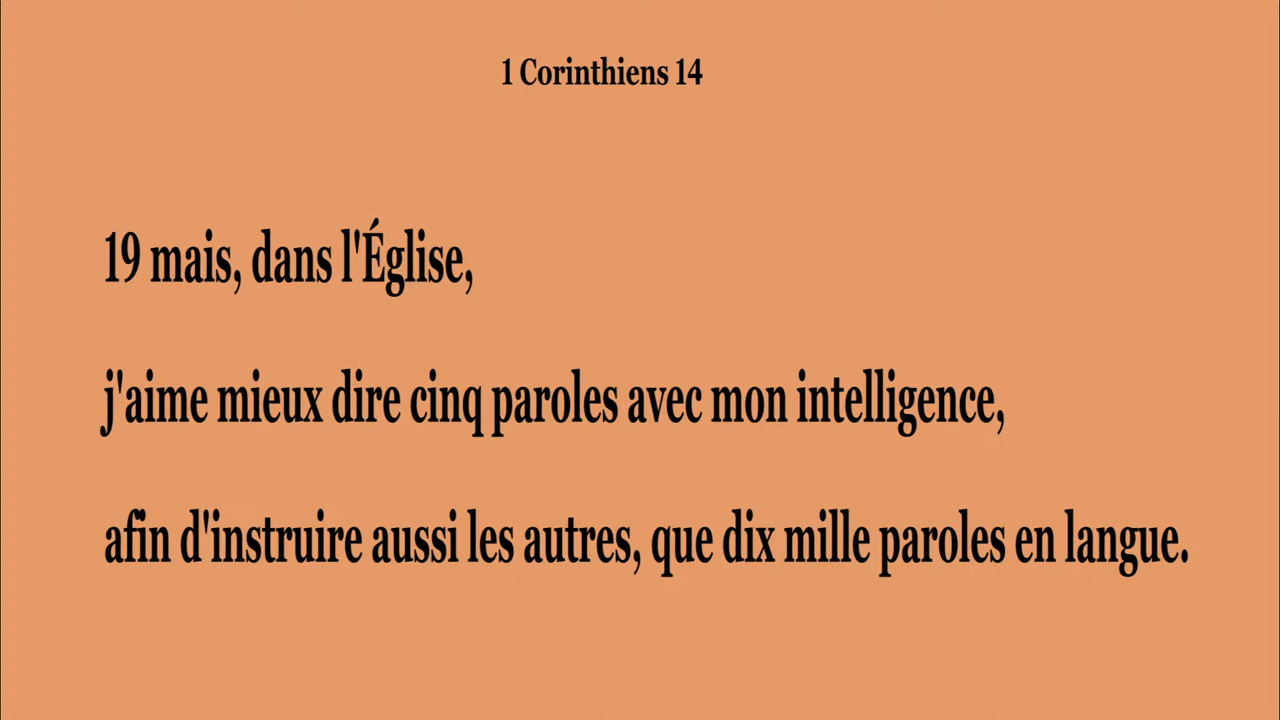 1 Corinthiens 14
19 mais, dans l'Église,
j'aime mieux dire cinq paroles avec mon intelligence,
afin d'instruire aussi les autres, que dix mille paroles en langue.